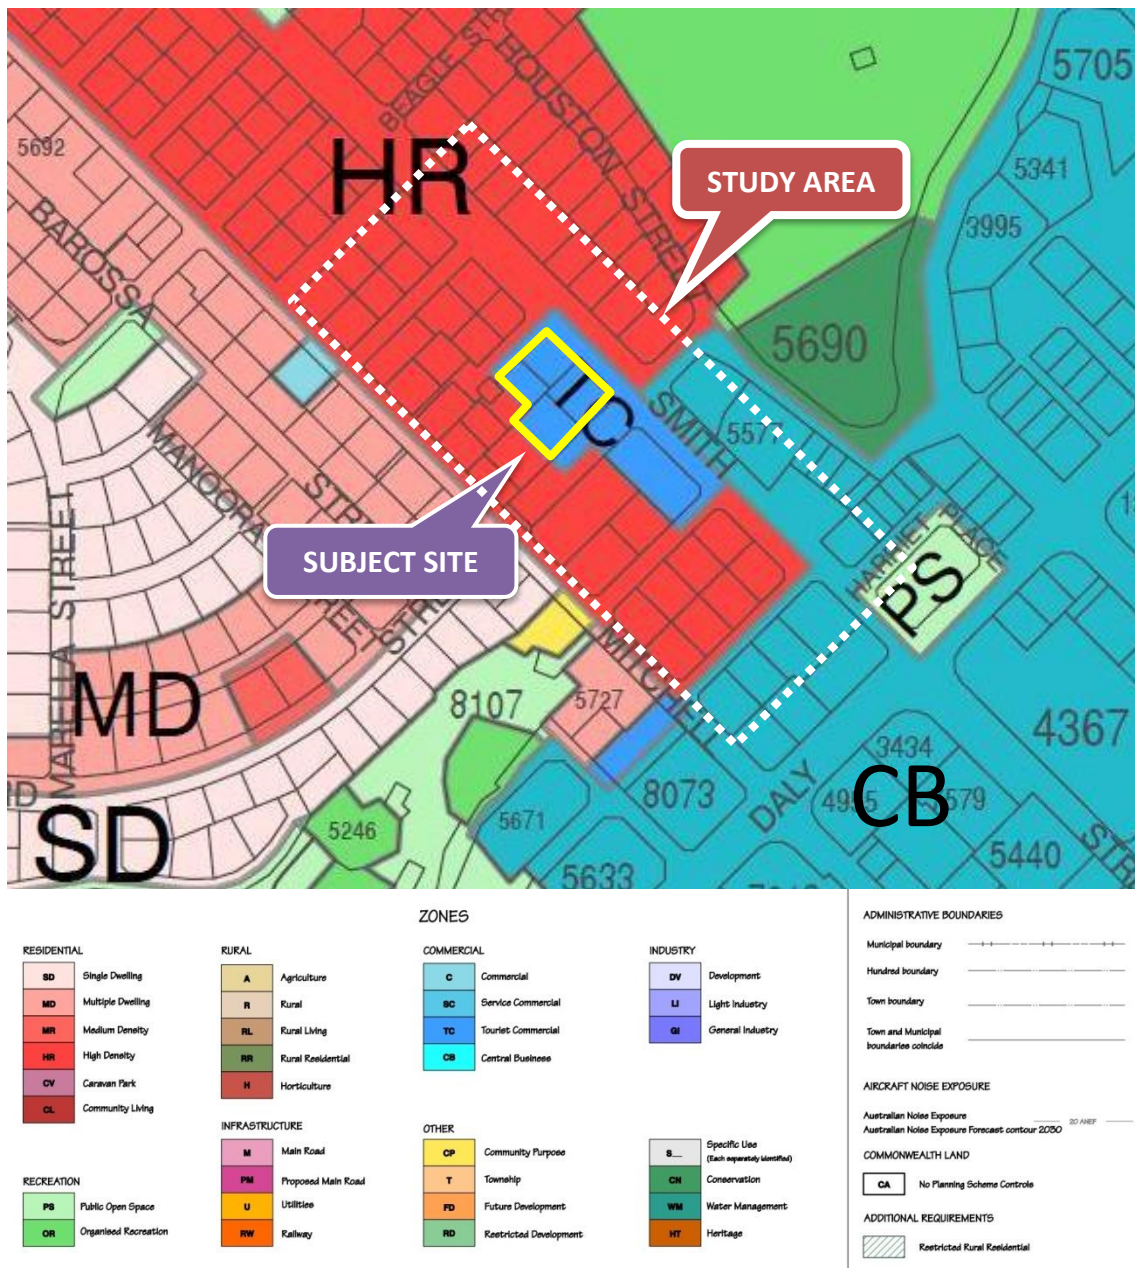 5705
BEAGLE
HOUSTON STREET
HR
5692
STUDY AREA
5341
BAROSSA
3995
5690
TC
SMITH
5577
MANOORA
STREET
HARRIET PLACE
SUBJECT SITE
PS
MARELLA STREET
MITCHELL
MD
8107
5727
4367
3434
8073
CB
579
DALY
SD
5246
5671
5440
5633
ZONES
RESIDENTIAL
SD Single Dwelling
MD Multiple Dwelling
MR Medium Density
HR High Density
CV Caravan Park
CL Community Living
RECREATION
PS Public Open Space
OR Organised Recreation
RURAL
A Agriculture
R Rural
RL Rural Living
RR Rural Residential
H Horticulture
INFRASTRUCTURE
M Main Road
PM Proposed Main Road
U Utilities
RW Railway
COMMERCIAL
C Commercial
SC Service Commercial
TC Tourist Commercial
CB Central Business
OTHER
CP Community Purpose
T Township
FD Future Development
RD Restricted Development
INDUSTRY
DV Development
LI Light Industry
GI General Industry
S__ Specific Use
(Each separately identified)
CN Conservation
WM Water Management
HT Heritage
ADMINISTRATIVE BOUNDARIES
Municipal boundary
Hundred boundary
Town boundary
Town and Municipal
boundaries coincide
AIRCRAFT NOISE EXPOSURE
Australian Noise Exposure
Australian Noise Exposure Forecast contour 2030
20 ANEF
COMMONWEALTH LAND
CA No Planning Scheme Controls
ADDITIONAL REQUIREMENTS
Restricted Rural Residential